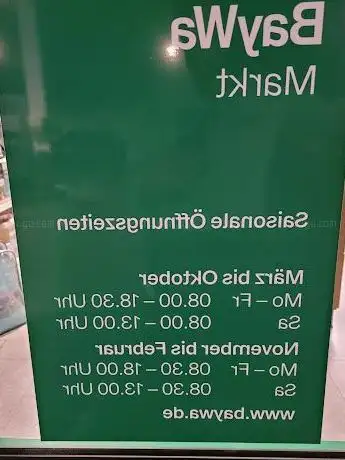 BayWa
Markt
Saisonale Öffnungszeiten
März bis Oktober
Mo – Fr 08.00 – 18.30 Uhr
Sa 08.00 – 13.00 Uhr
November bis Februar
Mo – Fr 08.30 – 18.00 Uhr
Sa 08.30 – 13.00 Uhr
www.baywa.de